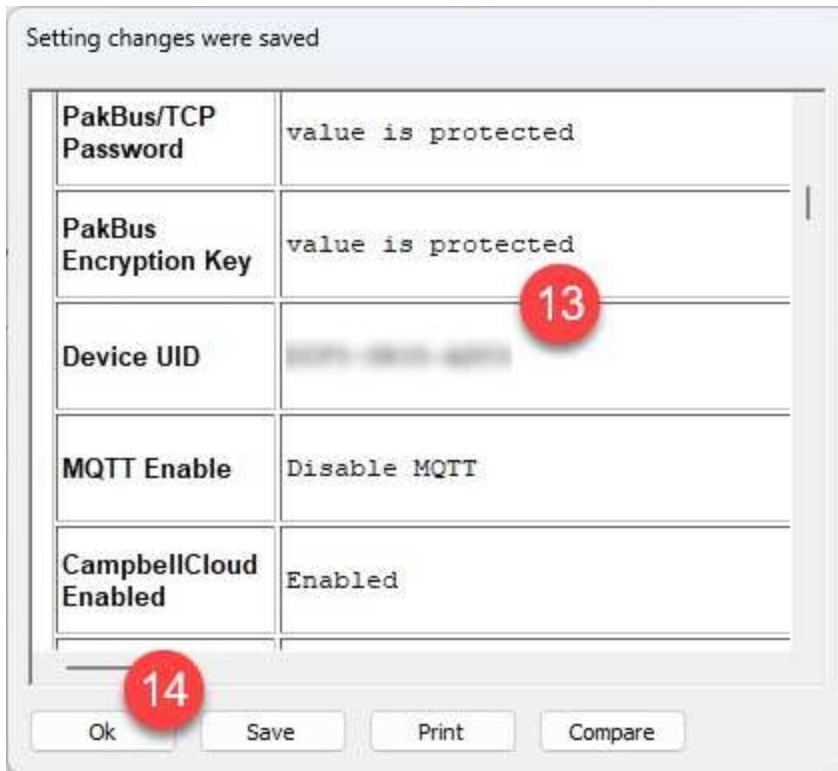 Setting changes were saved
PakBus/TCP
Password
value is protected
PakBus
Encryption Key
value is protected
13
Device UID
MQTT Enable
Disable MQTT
CampbellCloud
Enabled
Enabled
14
Ok
Save
Print
Compare